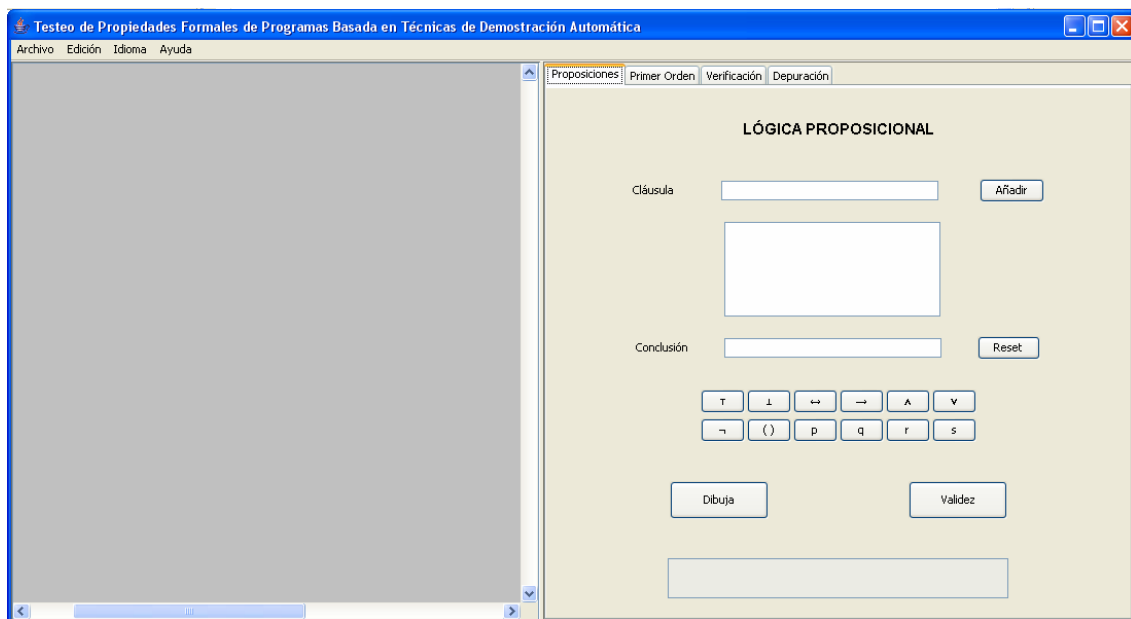 Testeo de Propiedades Formales de Programas Basada en Técnicas de Demostración Automática
Archivo Edición Idioma Ayuda
Proposiciones Primer Orden Verificación Depuración
LÓGICA PROPOSICIONAL
Cláusula Añadir
Conclusión Reset
⊤ ⊥ ↔ → ∧ ∨
¬ () p q r s
Dibuja Validez